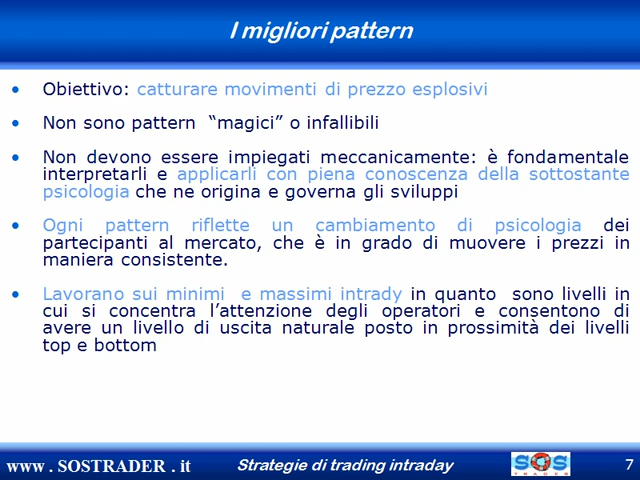 I migliori pattern
• Obiettivo: catturare movimenti di prezzo esplosivi
• Non sono pattern “magici” o infallibili
• Non devono essere impiegati meccanicamente: è fondamentale
interpretarli e applicarli con piena conoscenza della sottostante
psicologia che ne origina e governa gli sviluppi
• Ogni pattern riflette un cambiamento di psicologia dei
partecipanti al mercato, che è in grado di muovere i prezzi in
maniera consistente.
• Lavorano sui minimi e massimi intrady in quanto sono livelli in
cui si concentra l’attenzione degli operatori e consentono di
avere un livello di uscita naturale posto in prossimità dei livelli
top e bottom
www . SOSTRADER . it
Strategie di trading intraday
SOS
TRADER
7